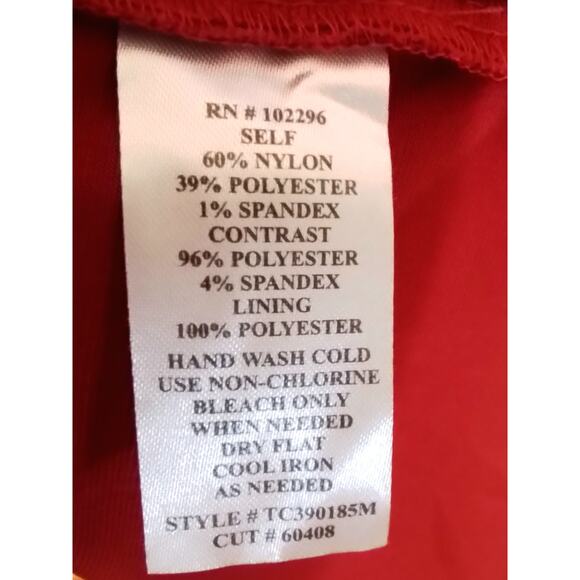 RN # 102296
SELF
60% NYLON
39% POLYESTER
1% SPANDEX
CONTRAST
96% POLYESTER
4% SPANDEX
LINING
100% POLYESTER
HAND WASH COLD
USE NON-CHLORINE
BLEACH ONLY
WHEN NEEDED
DRY FLAT
COOL IRON
AS NEEDED
STYLE # TC390185M
CUT # 60408